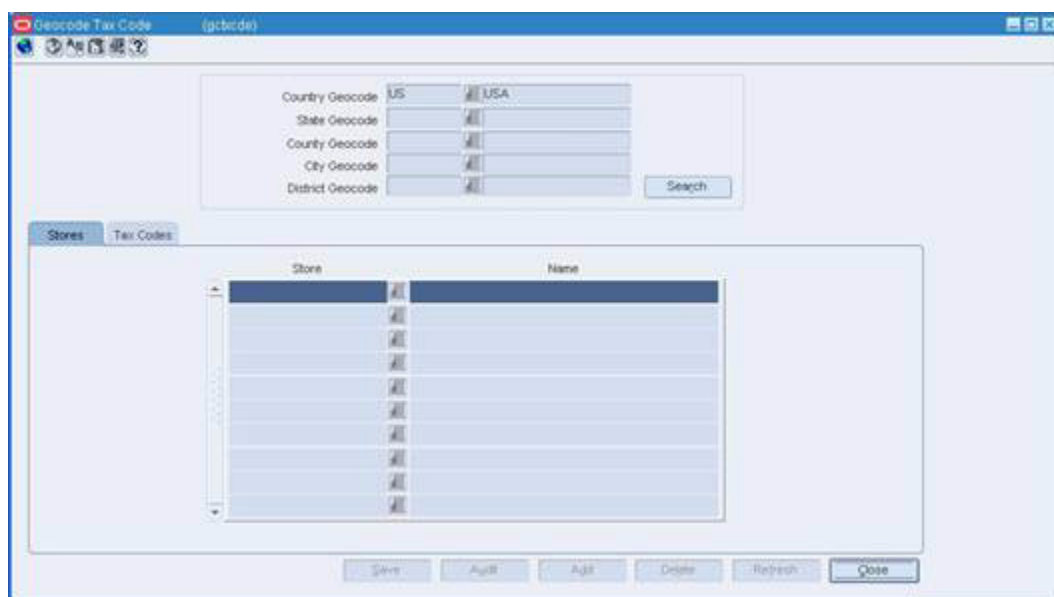 Geocode Tax Code (gctxcde)
Country Geocode US USA
State Geocode
County Geocode
City Geocode
District Geocode Search
Stores Tax Codes
Store Name
Save Audit Add Delete Refresh Close